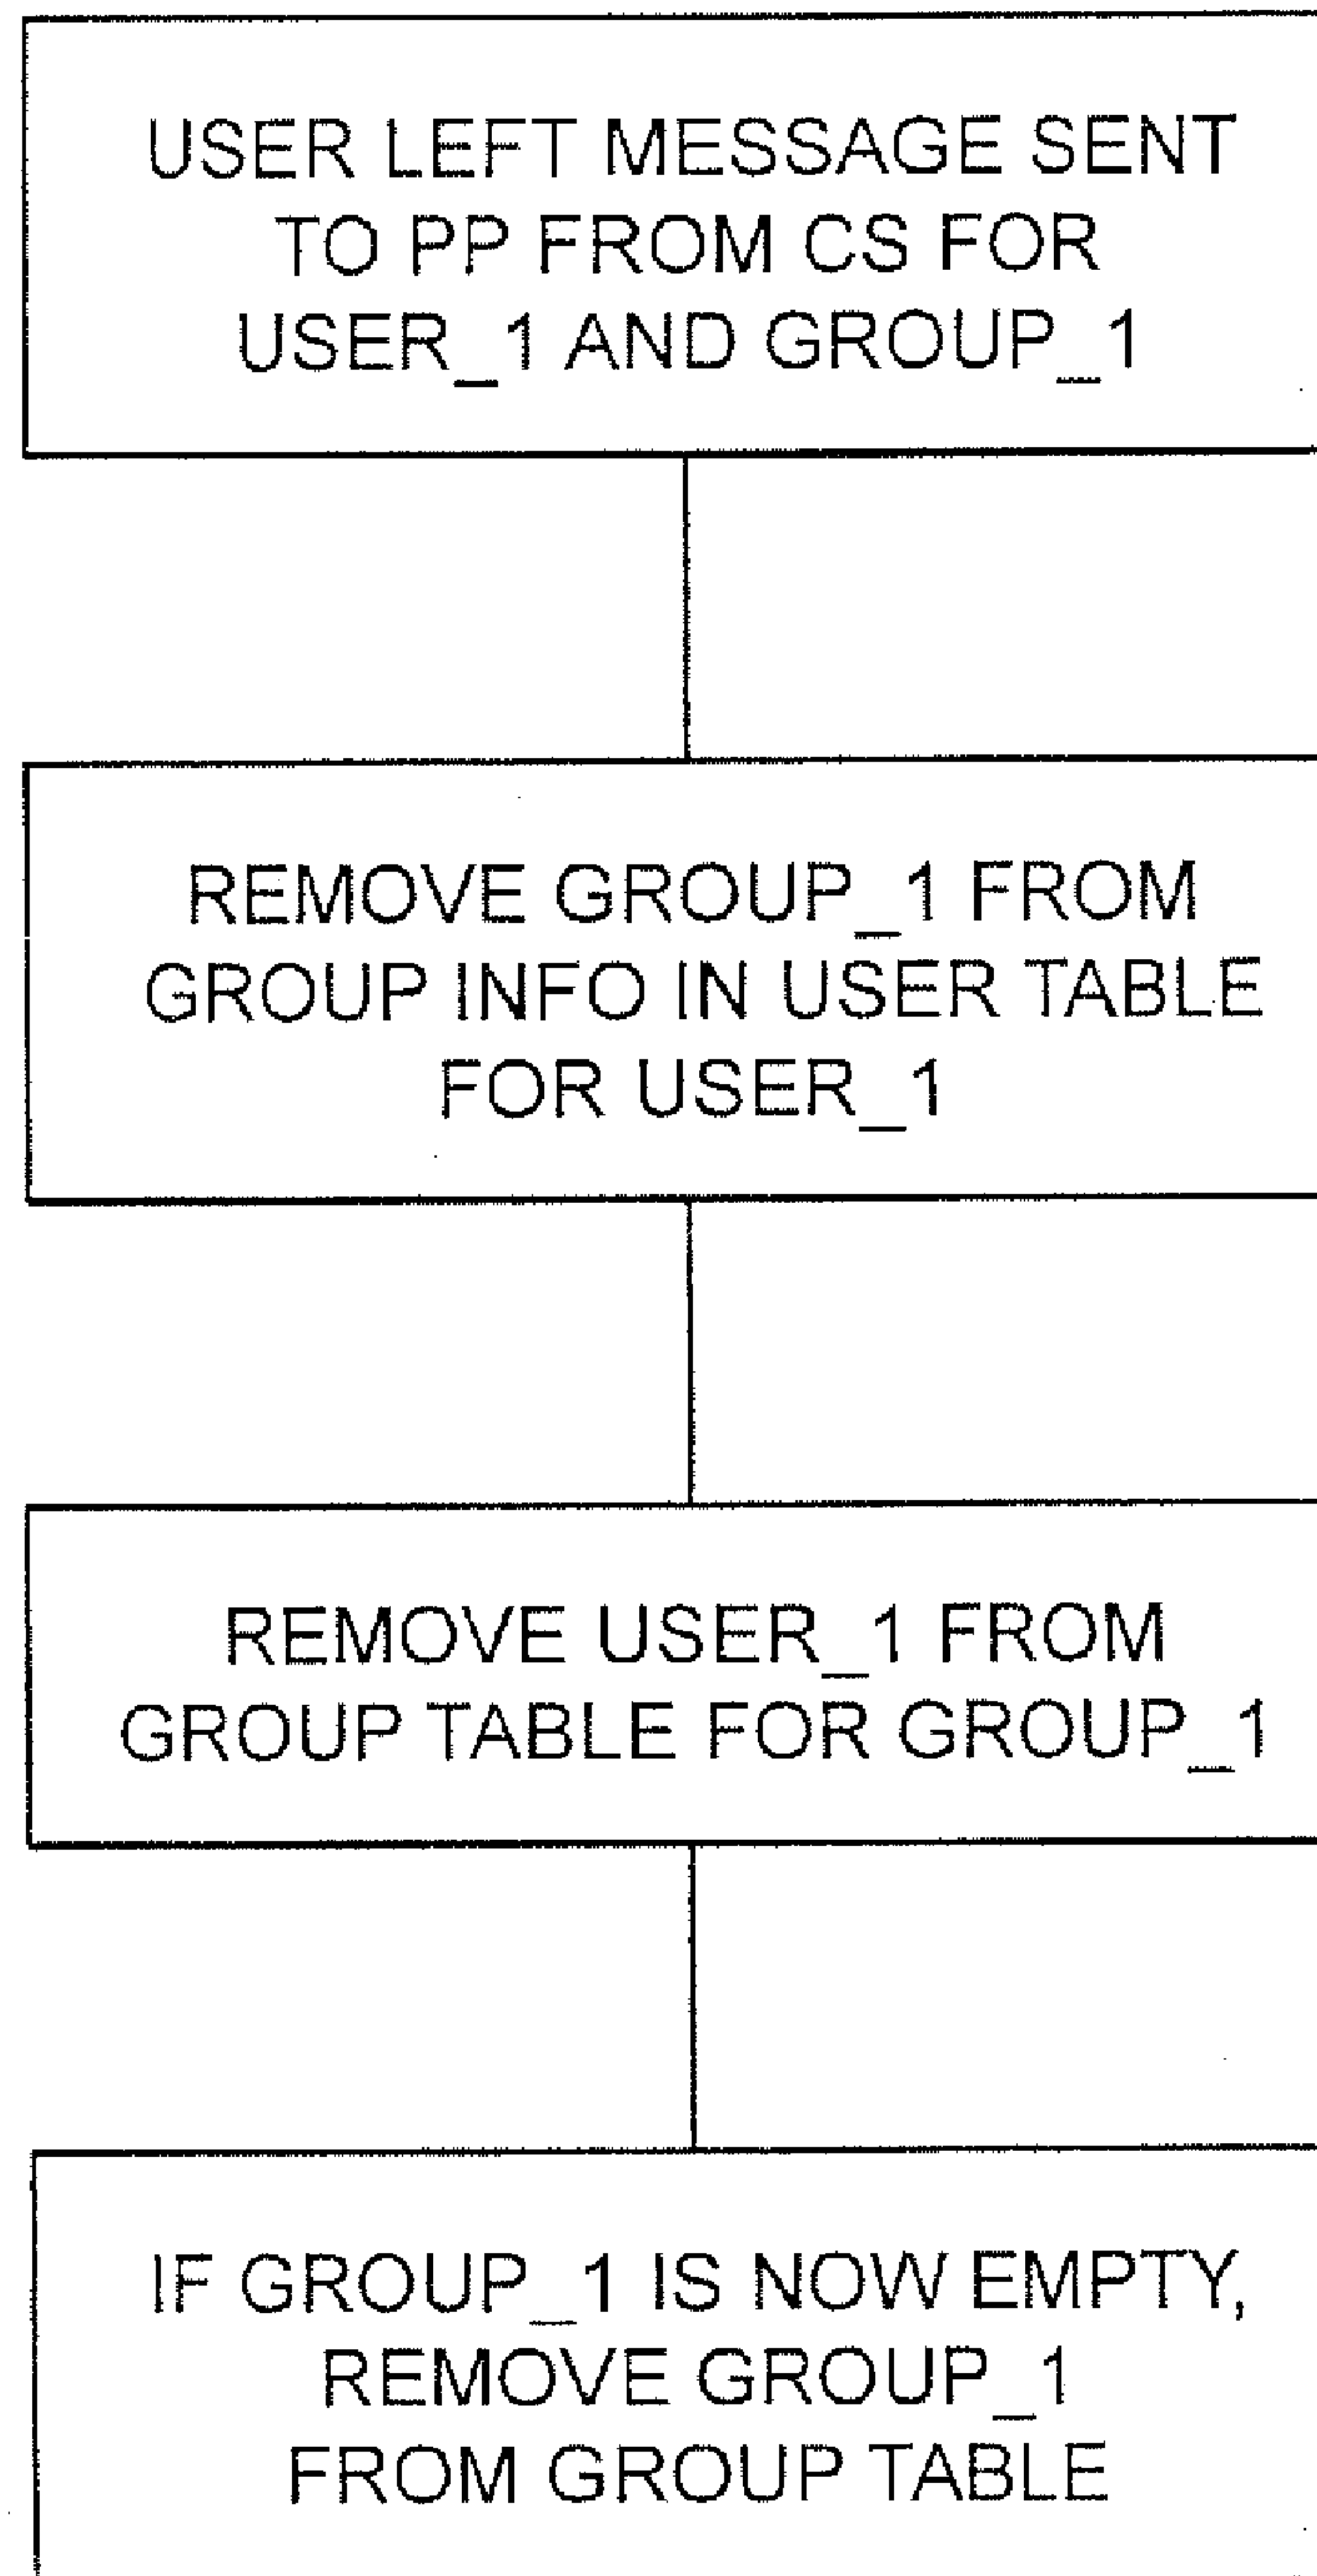 USER LEFT MESSAGE SENT
TO PP FROM CS FOR
USER_1 AND GROUP_1
REMOVE GROUP_1 FROM
GROUP INFO IN USER TABLE
FOR USER_1
REMOVE USER_1 FROM
GROUP TABLE FOR GROUP_1
IF GROUP_1 IS NOW EMPTY,
REMOVE GROUP_1
FROM GROUP TABLE